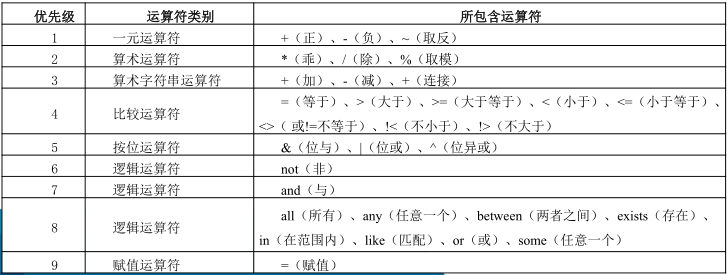 优先级 运算符类别 所包含运算符
1 一元运算符 +（正）、-（负）、~（取反）
2 算术运算符 *（乖）、/（除）、%（取模）
3 算术字符串运算符 +（加）、-（减）、+（连接）
4 比较运算符 =（等于）、>（大于）、>=（大于等于）、<（小于）、<=（小于等于）、
<>（ 或!=不等于）、!<（不小于）、!>（不大于）
5 按位运算符 &（位与）、|（位或）、^（位异或）
6 逻辑运算符 not（非）
7 逻辑运算符 and（与）
8 逻辑运算符 all（所有）、any（任意一个）、between（两者之间）、exists（存在）、
in（在范围内）、like（匹配）、or（或）、some（任意一个）
9 赋值运算符 =（赋值）